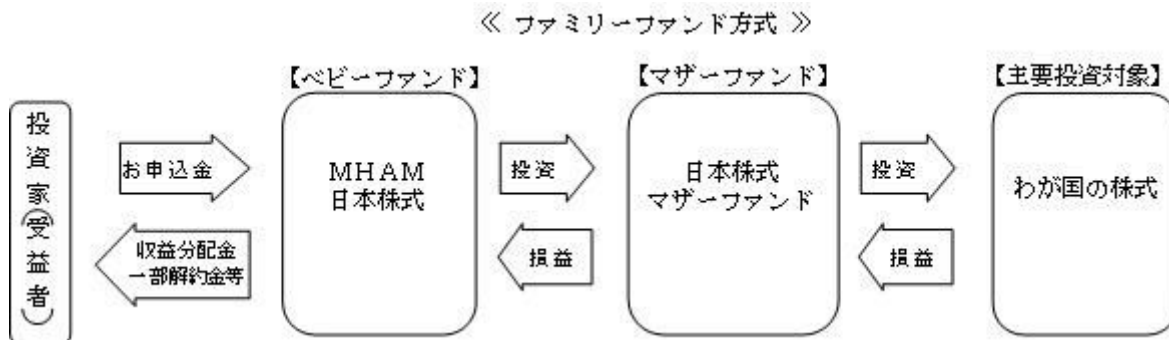 ≪ ファミリーファンド方式 ≫
【ベビーファンド】
【マザーファンド】
【主要投資対象】
投資家(受益者)
お申込金
収益分配金
一部解約金等
MHAM
日本株式
投資
損益
日本株式
マザーファンド
投資
損益
わが国の株式